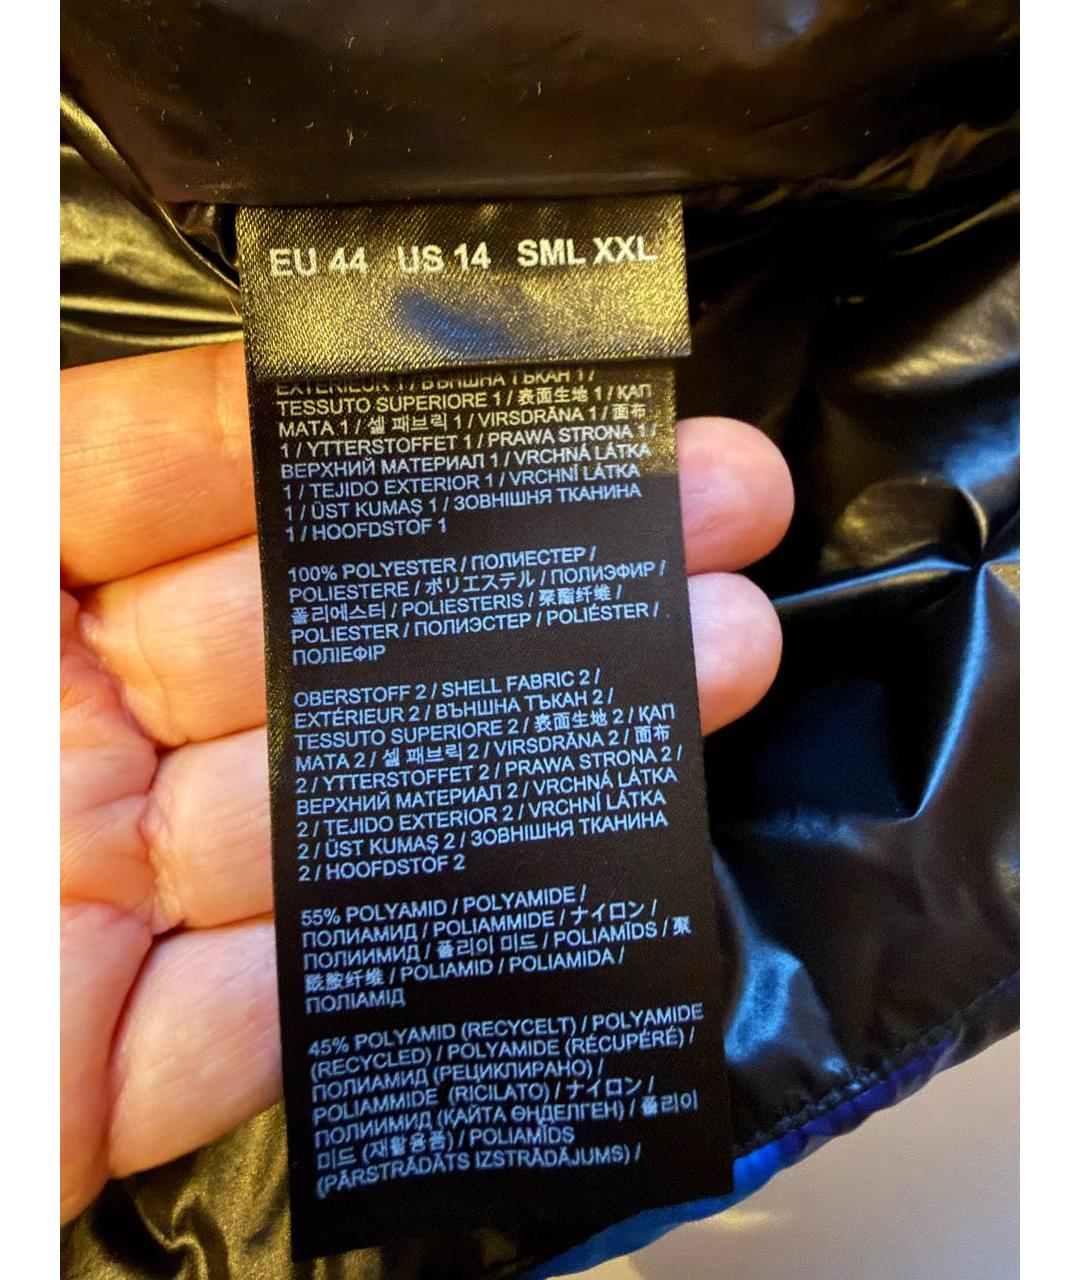 EU 44 US 14 SML XXL
EXTÉRIEUR 1 / ВЪНШНА ТЪКАН 1 /
TESSUTO SUPERIORE 1 / 表面生地 1 / ҚАП
МАТА 1 / 셸 패브릭 1 / VIRSDRĀNA 1 / 面布
1 / YTTERSTOFFET 1 / PRAWA STRONA 1 /
ВЕРХНИЙ МАТЕРИАЛ 1 / VRCHNÁ LÁTKA
1 / TEJIDO EXTERIOR 1 / VRCHNÍ LÁTKA
1 / ÜST KUMAŞ 1 / ЗОВНІШНЯ ТКАНИНА
1 / HOOFDSTOF 1
100% POLYESTER / ПОЛИЕСТЕР /
POLIESTERE / ポリエステル / ПОЛИЭФИР /
폴리에스터 / POLIESTERIS / 聚酯纤维 /
POLIESTER / ПОЛИЭСТЕР / POLIÉSTER /
ПОЛІЕФІР
OBERSTOFF 2 / SHELL FABRIC 2 /
EXTÉRIEUR 2 / ВЪНШНА ТЪКАН 2 /
TESSUTO SUPERIORE 2 / 表面生地 2 / ҚАП
МАТА 2 / 셸 패브릭 2 / VIRSDRĀNA 2 / 面布
2 / YTTERSTOFFET 2 / PRAWA STRONA 2 /
ВЕРХНИЙ МАТЕРИАЛ 2 / VRCHNÁ LÁTKA
2 / TEJIDO EXTERIOR 2 / VRCHNÍ LÁTKA
2 / ÜST KUMAŞ 2 / ЗОВНІШНЯ ТКАНИНА
2 / HOOFDSTOF 2
55% POLYAMID / POLYAMIDE /
ПОЛИАМИД / POLIAMMIDE / ナイロン /
ПОЛИИМИД / 폴리이 미드 / POLIAMĪDS / 聚
酰胺纤维 / POLIAMID / POLIAMIDA /
ПОЛІАМІД
45% POLYAMID (RECYCELT) / POLYAMIDE
(RECYCLED) / POLYAMIDE (RÉCUPÉRÉ) /
ПОЛИАМИД (РЕЦИКЛИРАНО) /
POLIAMMIDE (RICILATO) / ナイロン /
ПОЛИИМИД (ҚАЙТА ӨҢДЕЛГЕН) / 폴리이
미드 (재활용품) / POLIAMĪDS
(PĀRSTRĀDĀTS IZSTRĀDĀJUMS) /